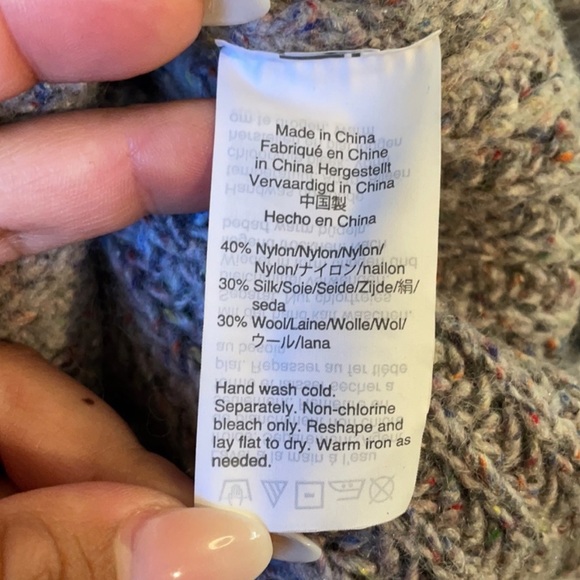 Made in China
Fabriqué en Chine
in China Hergestellt
Vervaardigd in China
中国製
Hecho en China
40% Nylon/Nylon/Nylon/
Nylon/ナイロン/nailon
30% Silk/Soie/Seide/Zijde/絹/
seda
30% Wool/Laine/Wolle/Wol/
ウール/lana
Hand wash cold.
Separately. Non-chlorine
bleach only. Reshape and
lay flat to dry. Warm iron as
needed.